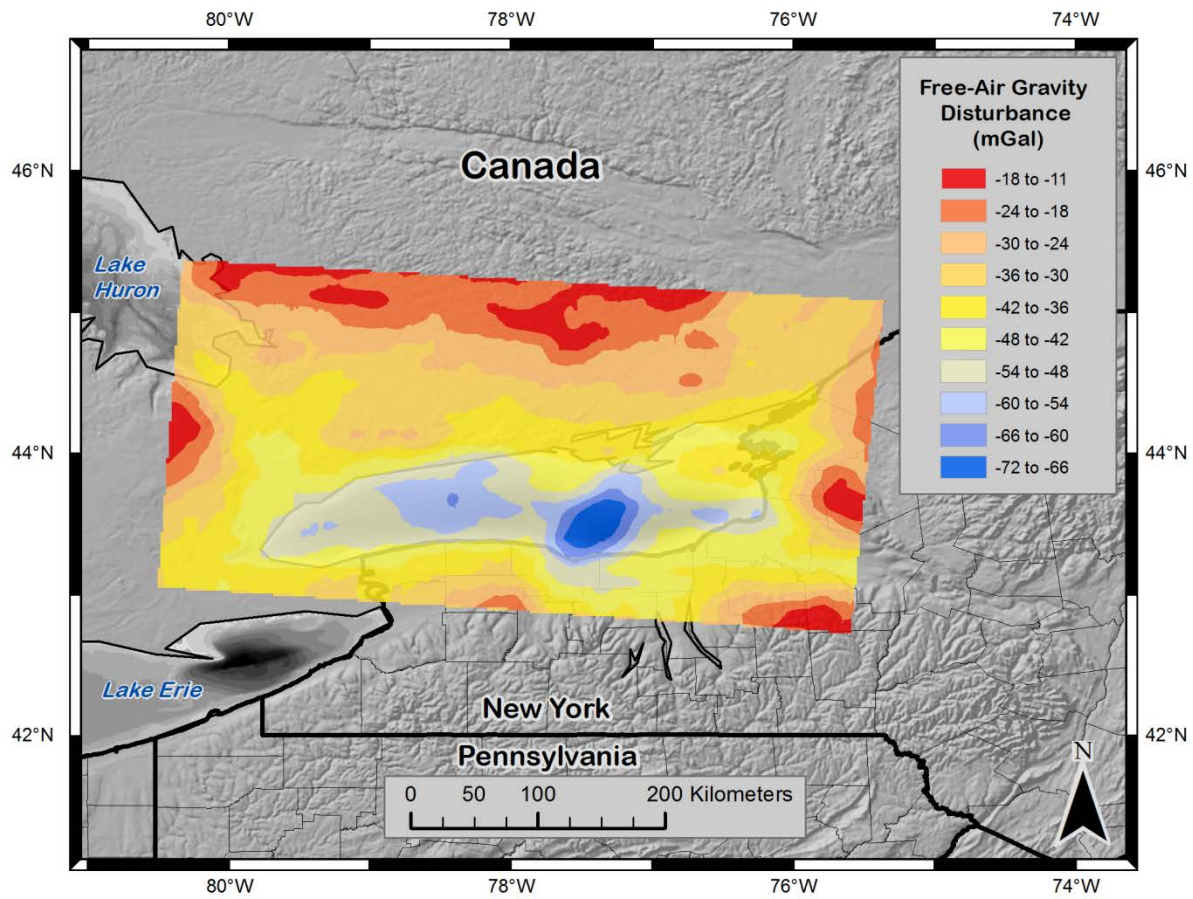 80°W
78°W
76°W
74°W
Free-Air Gravity
Disturbance
(mGal)
-18 to -11
-24 to -18
-30 to -24
-36 to -30
-42 to -36
-48 to -42
-54 to -48
-60 to -54
-66 to -60
-72 to -66
46°N
Canada
46°N
Lake
Huron
44°N
44°N
Lake Erie
New York
42°N
42°N
Pennsylvania
N
0 50 100 200 Kilometers
80°W
78°W
76°W
74°W